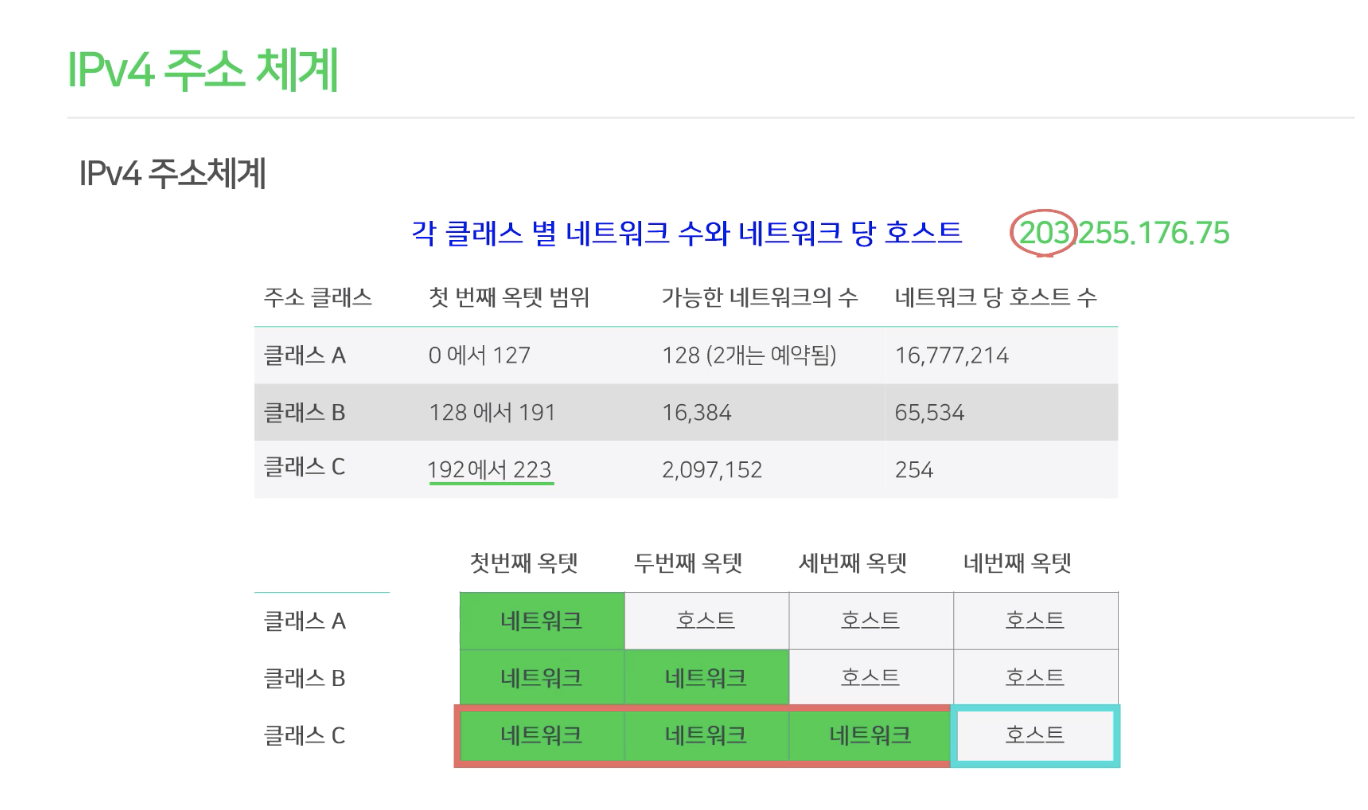 IPv4 주소 체계
IPv4 주소체계
각 클래스 별 네트워크 수와 네트워크 당 호스트 203.255.176.75
주소 클래스 첫 번째 옥텟 범위 가능한 네트워크의 수 네트워크 당 호스트 수
클래스 A 0 에서 127 128 (2개는 예약됨) 16,777,214
클래스 B 128 에서 191 16,384 65,534
클래스 C 192에서 223 2,097,152 254
첫번째 옥텟 두번째 옥텟 세번째 옥텟 네번째 옥텟
클래스 A 네트워크 호스트 호스트 호스트
클래스 B 네트워크 네트워크 호스트 호스트
클래스 C 네트워크 네트워크 네트워크 호스트